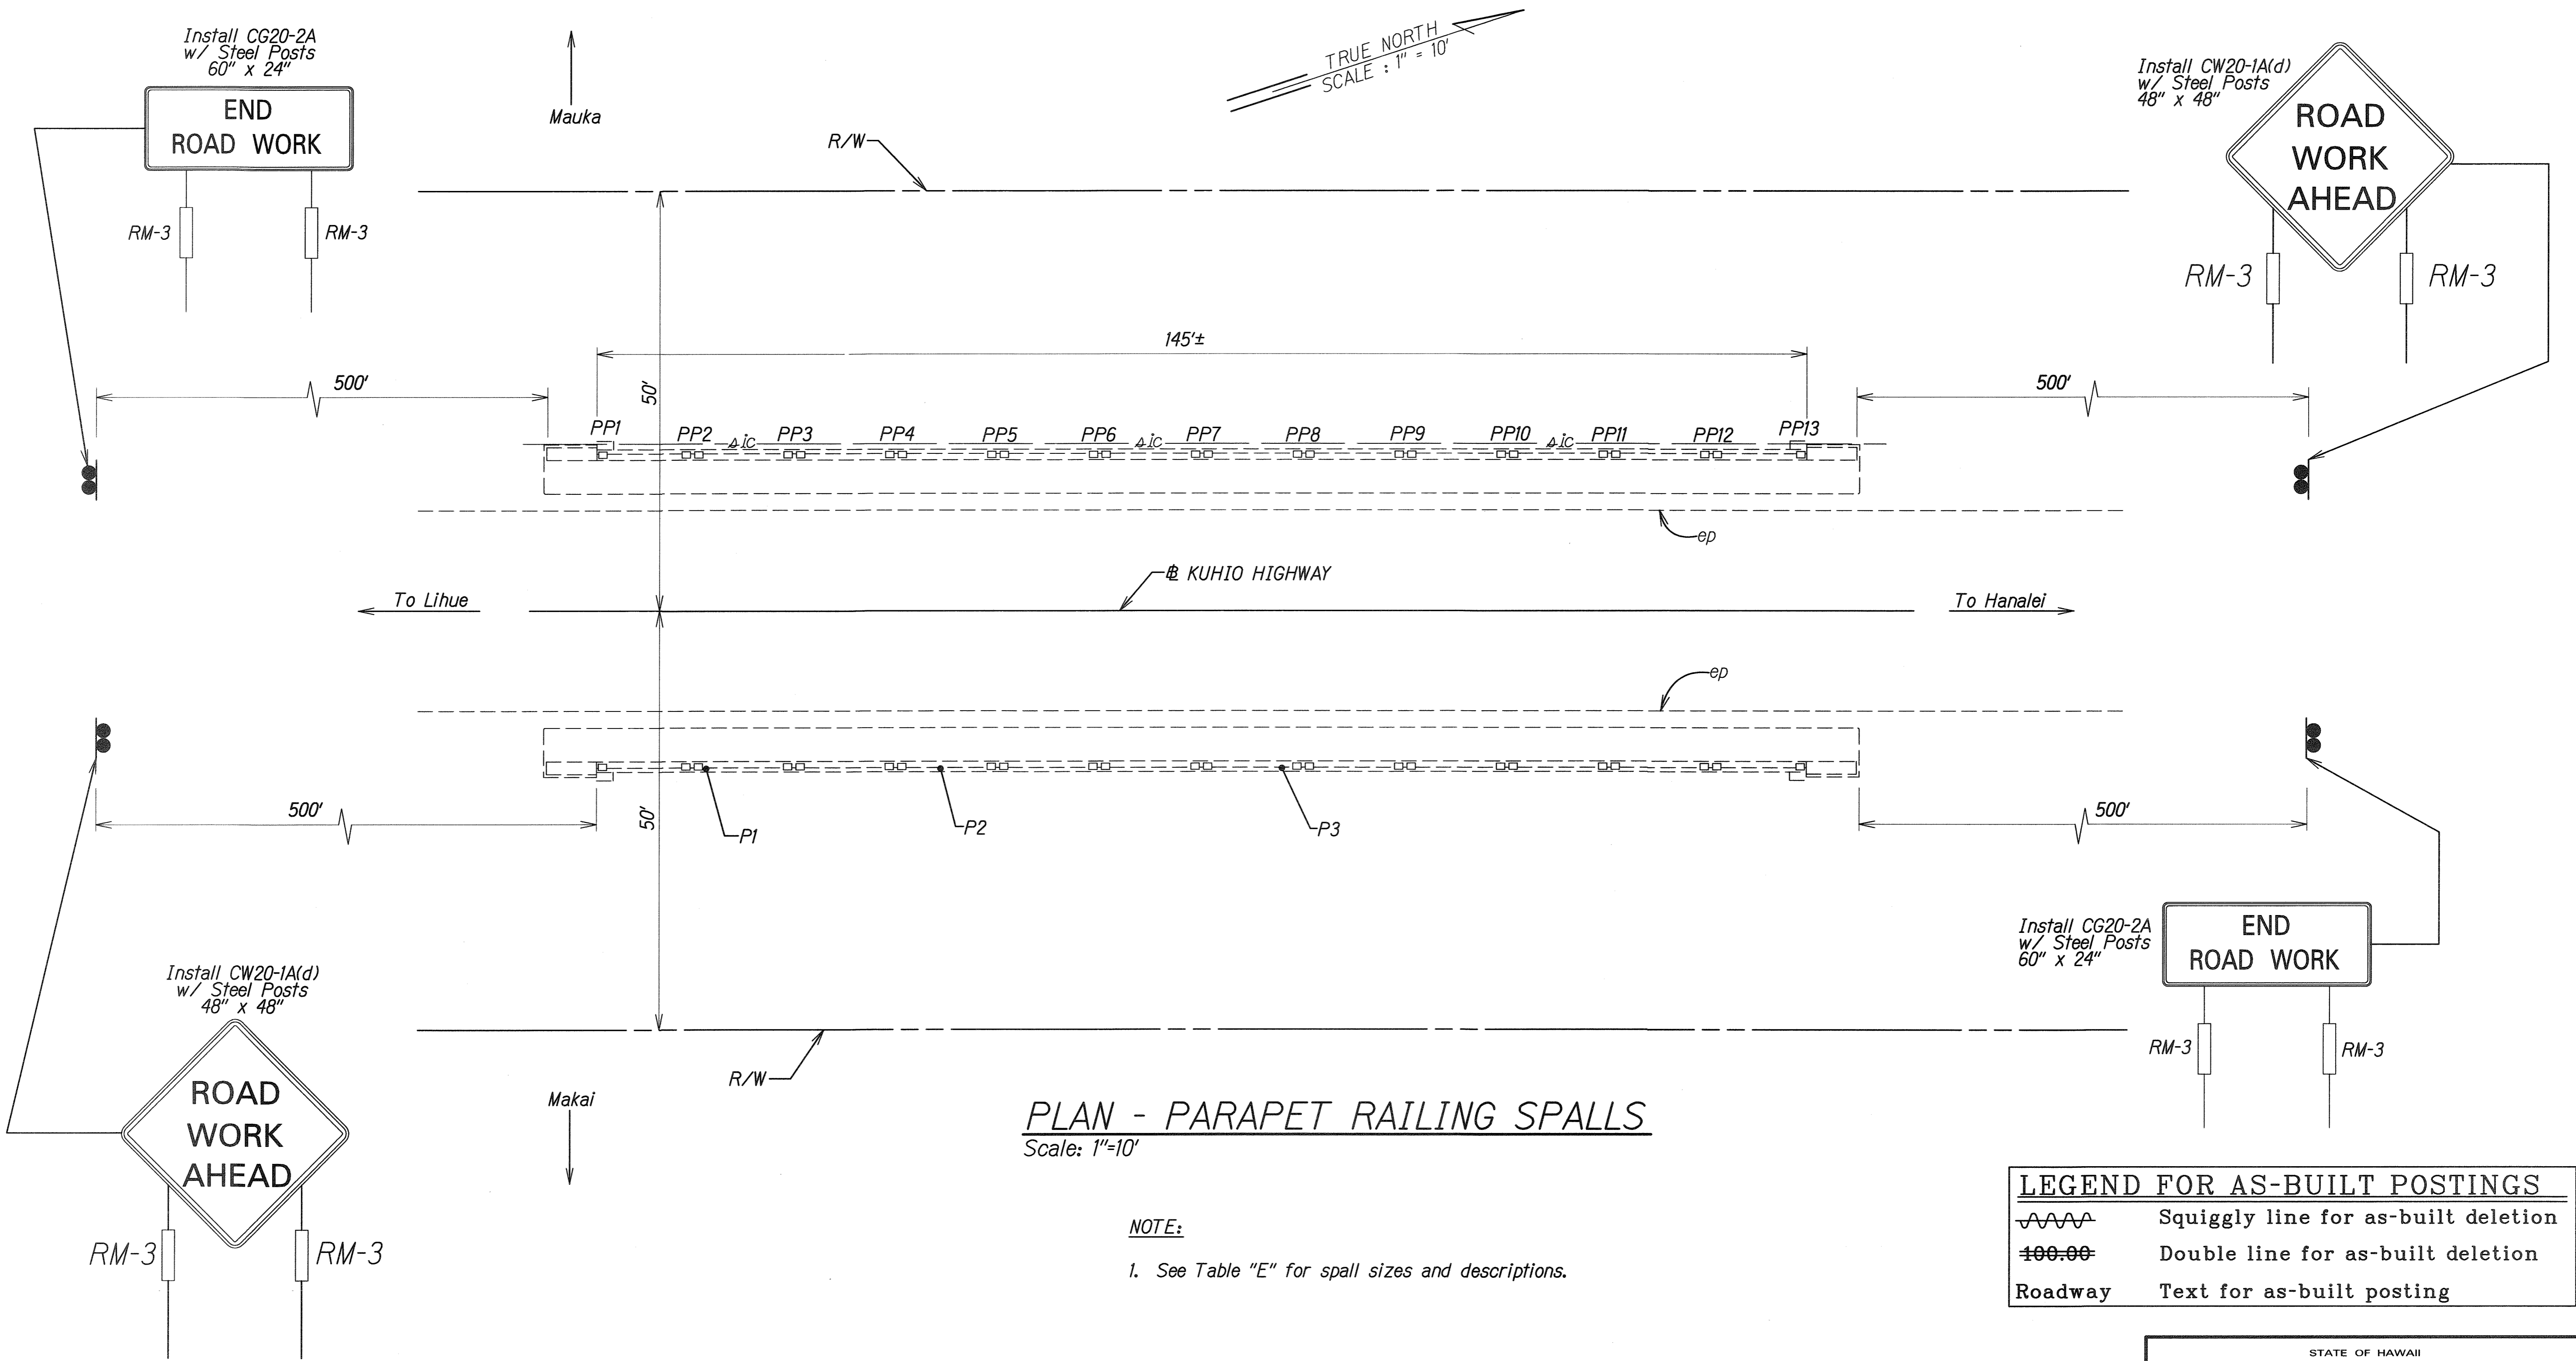 Install CG20-2A
w/ Steel Posts
60" x 24"
END
ROAD WORK
RM-3
RM-3
Mauka
TRUE NORTH
SCALE : 1" = 10'
R/W
Install CW20-1A(d)
w/ Steel Posts
48" x 48"
ROAD
WORK
AHEAD
RM-3
RM-3
145'±
500'
50'
500'
PP1
PP2
sic
PP3
PP4
PP5
PP6
sic
PP7
PP8
PP9
PP10
sic
PP11
PP12
PP13
ep
KUHIO HIGHWAY
To Lihue
To Hanalei
ep
500'
50'
P1
P2
P3
500'
Install CG20-2A
w/ Steel Posts
60" x 24"
END
ROAD WORK
RM-3
RM-3
Install CW20-1A(d)
w/ Steel Posts
48" x 48"
ROAD
WORK
AHEAD
RM-3
RM-3
R/W
Makai
PLAN - PARAPET RAILING SPALLS
Scale: 1"=10'
NOTE:
1. See Table "E" for spall sizes and descriptions.
LEGEND FOR AS-BUILT POSTINGS
Squiggly line for as-built deletion
100.00 Double line for as-built deletion
Roadway Text for as-built posting
STATE OF HAWAII